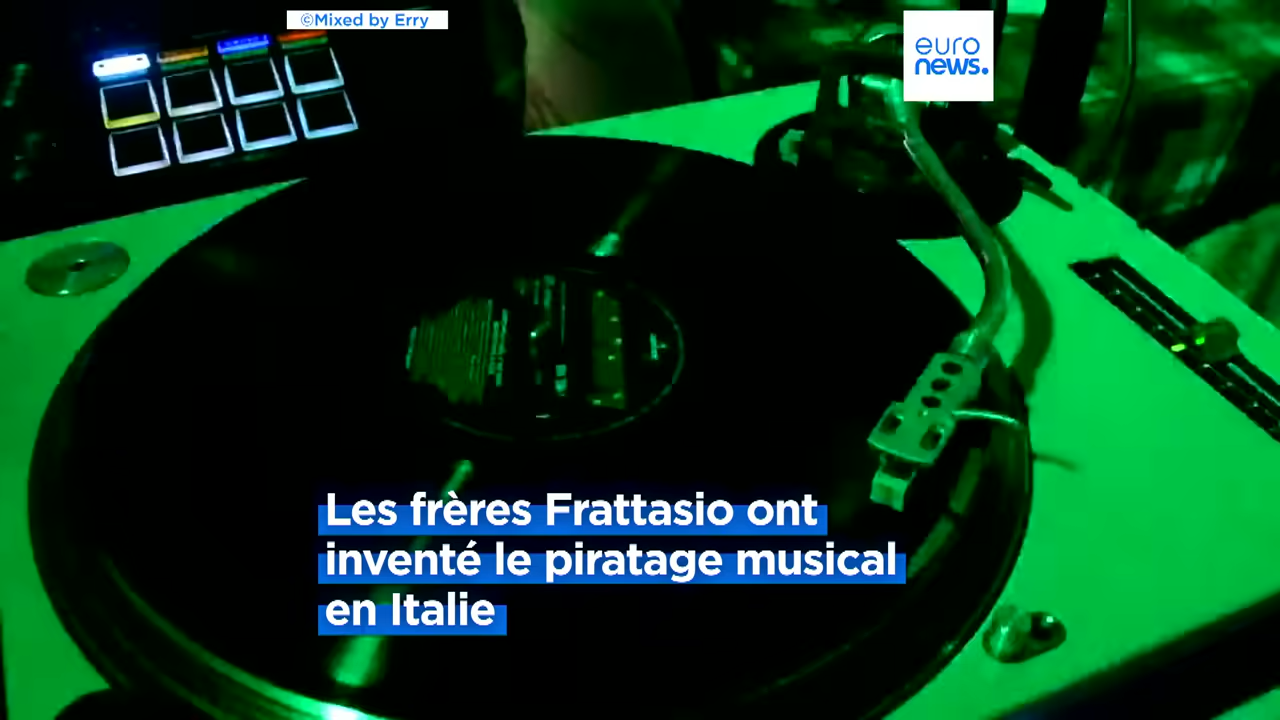 ©Mixed by Erry
euro
news.
Les frères Frattasio ont
inventé le piratage musical
en Italie